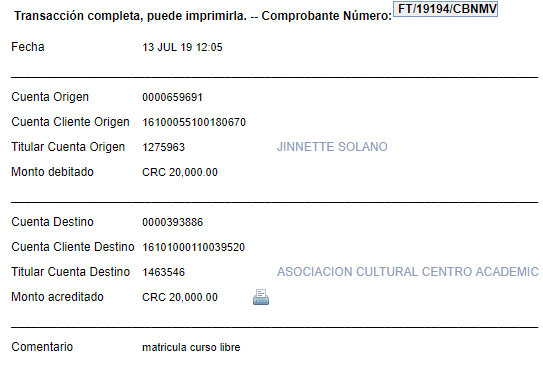 Transacción completa, puede imprimirla. -- Comprobante Número: FT/19194/CBNMV
Fecha 13 JUL 19 12:05
Cuenta Origen 0000659691
Cuenta Cliente Origen 16100055100180670
Titular Cuenta Origen 1275963 JINNETTE SOLANO
Monto debitado CRC 20,000.00
Cuenta Destino 0000393886
Cuenta Cliente Destino 16101000110039520
Titular Cuenta Destino 1463546 ASOCIACION CULTURAL CENTRO ACADEMIC
Monto acreditado CRC 20,000.00
Comentario matricula curso libre